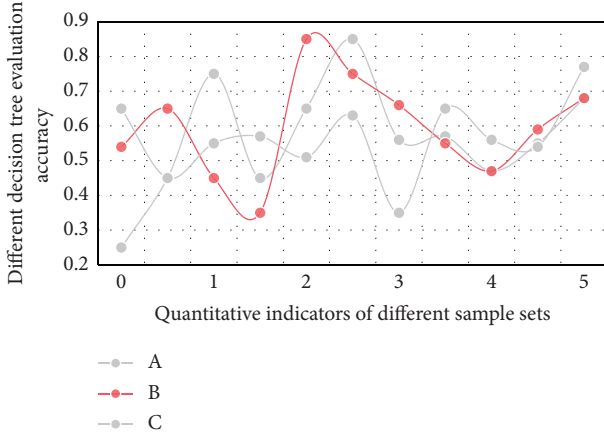 Different decision tree evaluation
accuracy
0.9
0.8
0.7
0.6
0.5
0.4
0.3
0.2
0 1 2 3 4 5
Quantitative indicators of different sample sets
A
B
C